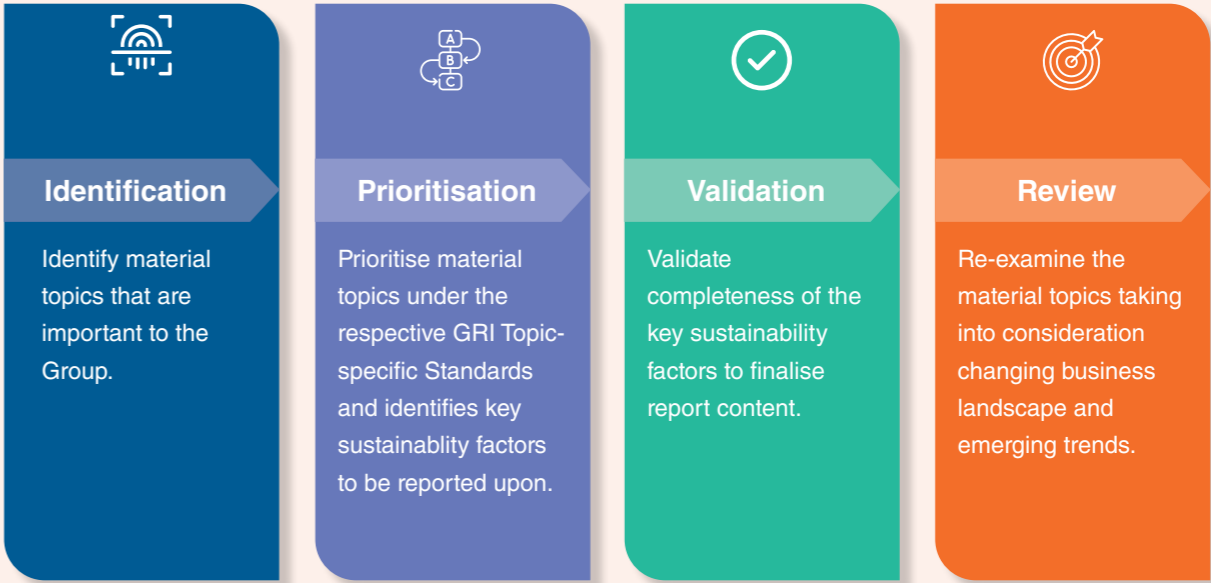 Identification
Identify material
topics that are
important to the
Group.
A
B
C
Prioritisation
Prioritise material
topics under the
respective GRI Topic-
specific Standards
and identifies key
sustainablity factors
to be reported upon.
Validation
Validate
completeness of the
key sustainability
factors to finalise
report content.
Review
Re-examine the
material topics taking
into consideration
changing business
landscape and
emerging trends.